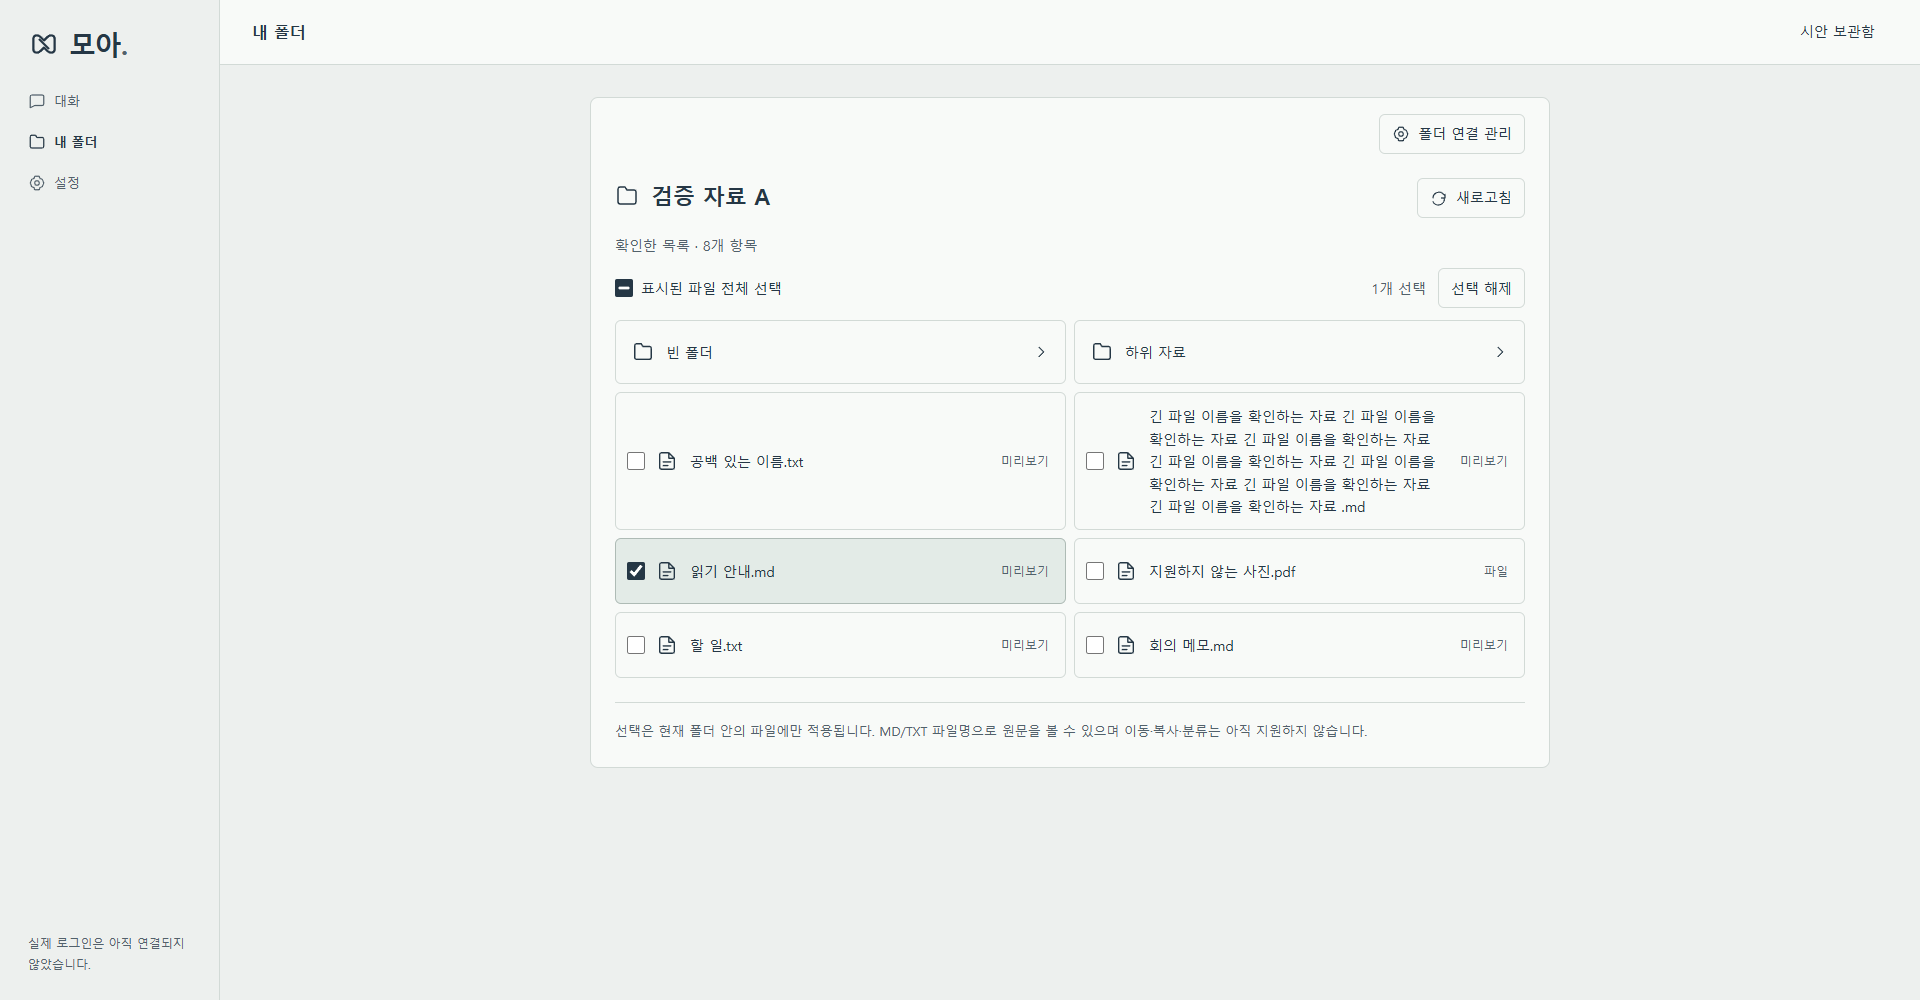 모아.
대화
내 폴더
설정
실제 로그인은 아직 연결되지
않았습니다.
내 폴더
시안 보관함
폴더 연결 관리
검증 자료 A
새로고침
확인한 목록 · 8개 항목
표시된 파일 전체 선택
1개 선택
선택 해제
빈 폴더
하위 자료
공백 있는 이름.txt
미리보기
긴 파일 이름을 확인하는 자료 긴 파일 이름을
확인하는 자료 긴 파일 이름을 확인하는 자료
긴 파일 이름을 확인하는 자료 긴 파일 이름을
확인하는 자료 긴 파일 이름을 확인하는 자료
긴 파일 이름을 확인하는 자료 .md
미리보기
읽기 안내.md
미리보기
지원하지 않는 사진.pdf
파일
할 일.txt
미리보기
회의 메모.md
미리보기
선택은 현재 폴더 안의 파일에만 적용됩니다. MD/TXT 파일명으로 원문을 볼 수 있으며 이동·복사·분류는 아직 지원하지 않습니다.